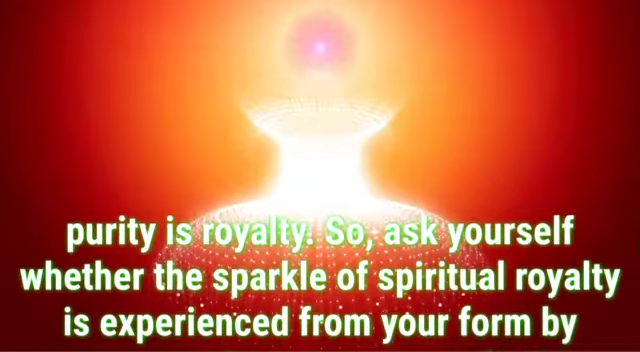 purity is royalty. So, ask yourself
whether the sparkle of spiritual royalty
is experienced from your form by